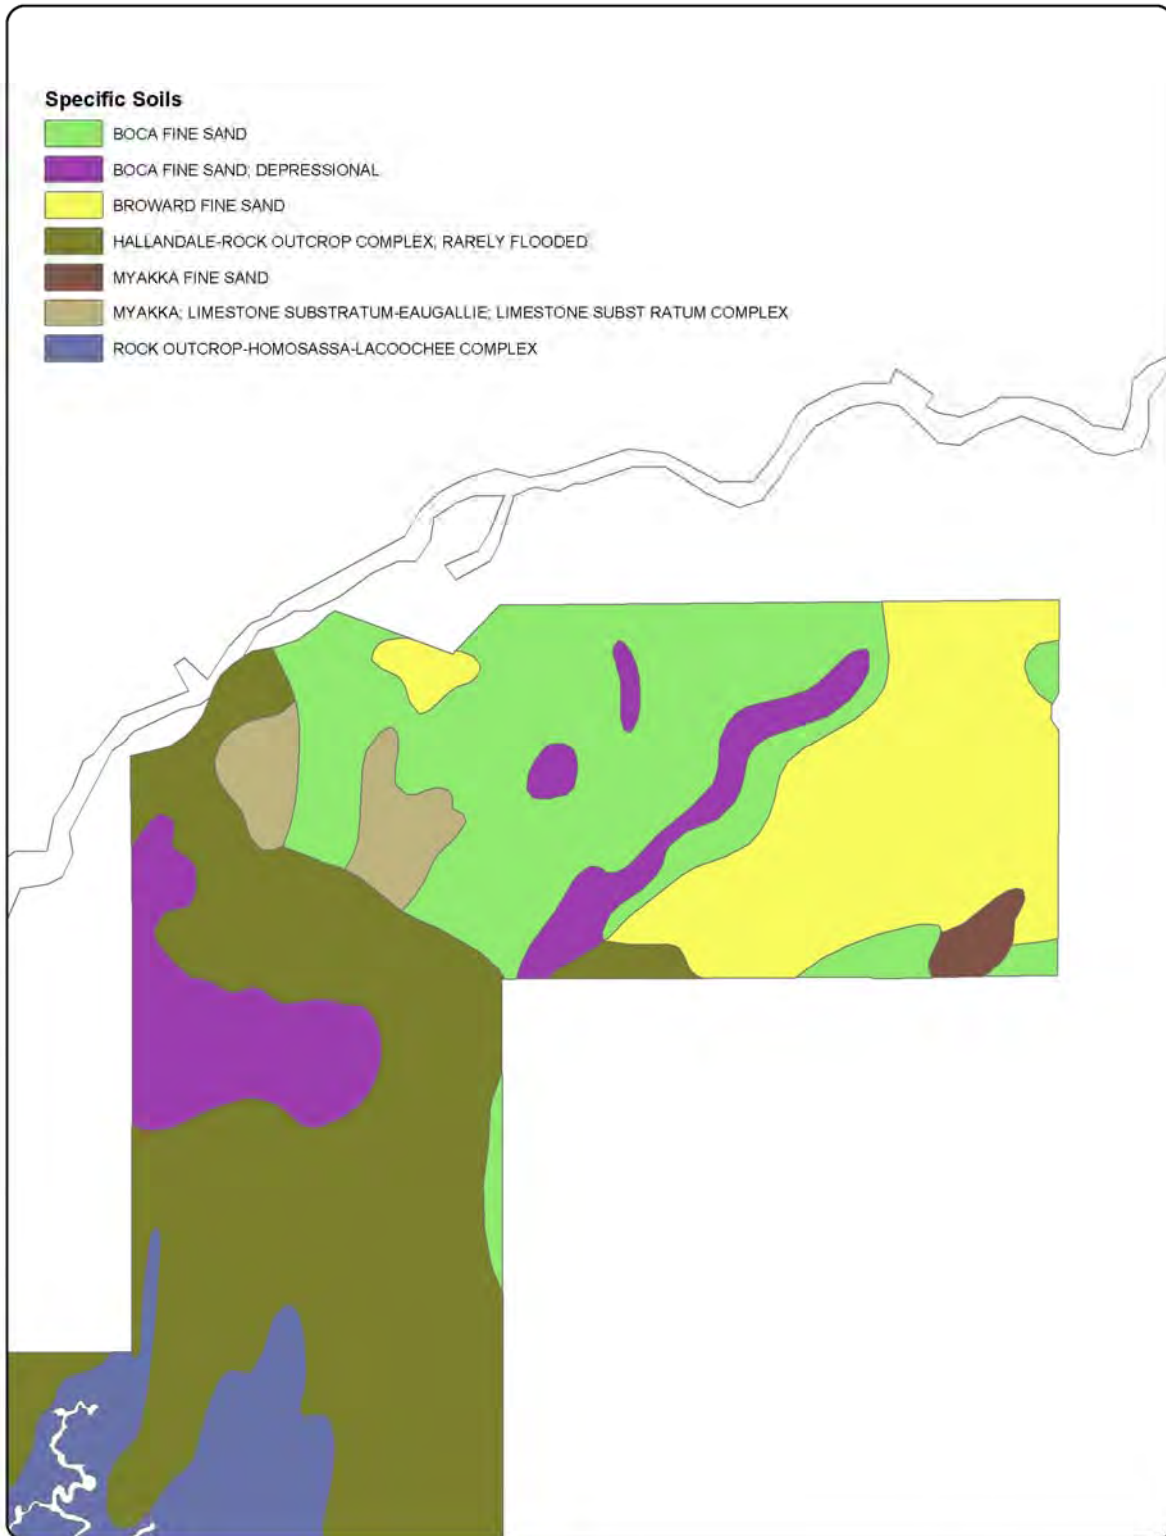 Specific Soils
BOCA FINE SAND
BOCA FINE SAND; DEPRESSIONAL
BROWARD FINE SAND
HALLANDALE-ROCK OUTCROP COMPLEX; RARELY FLOODED
MYAKKA FINE SAND
MYAKKA; LIMESTONE SUBSTRATUM-EAUGALLIE; LIMESTONE SUBST RATUM COMPLEX
ROCK OUTCROP-HOMOSASSA-LACOOCHEE COMPLEX